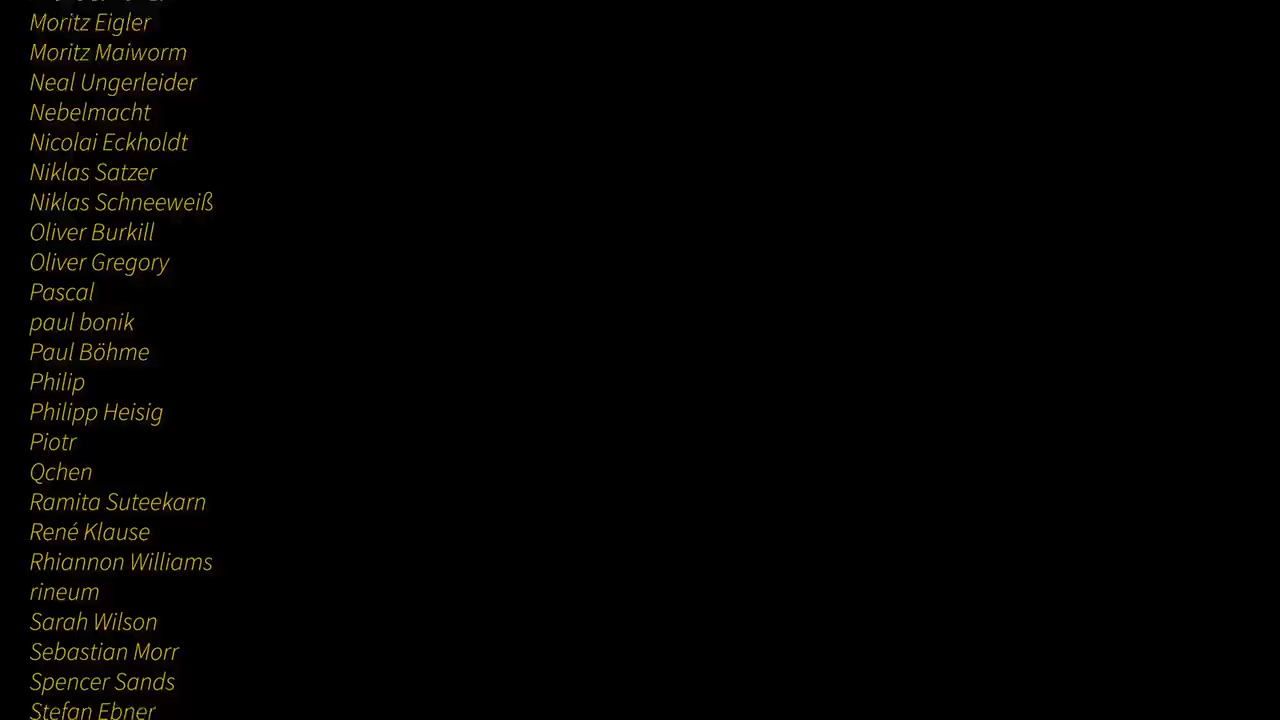 Moritz Eigler
Moritz Maiworm
Neal Ungerleider
Nebelmacht
Nicolai Eckholdt
Niklas Satzer
Niklas Schneeweiß
Oliver Burkill
Oliver Gregory
Pascal
paul bonik
Paul Böhme
Philip
Philipp Heisig
Piotr
Qchen
Ramita Suteekarn
René Klause
Rhiannon Williams
rineum
Sarah Wilson
Sebastian Morr
Spencer Sands
Stefan Ebner